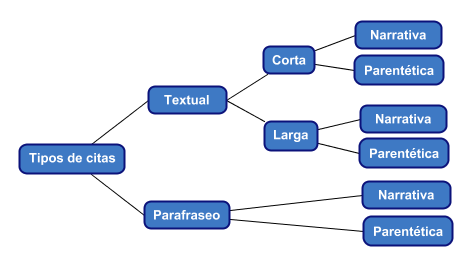 Tipos de citas
Textual
Corta
Narrativa
Parentética
Larga
Narrativa
Parentética
Parafraseo
Narrativa
Parentética